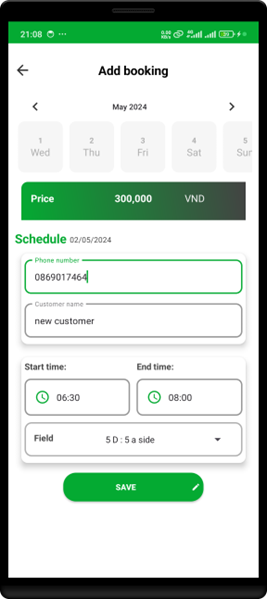 21:08
Add booking
May 2024
1 2 3 4 5
Wed Thu Fri Sat Sun
Price 300,000 VND
Schedule 02/05/2024
Phone number
0869017464
Customer name
new customer
Start time: End time:
06:30 08:00
Field 5 D : 5 a side
SAVE